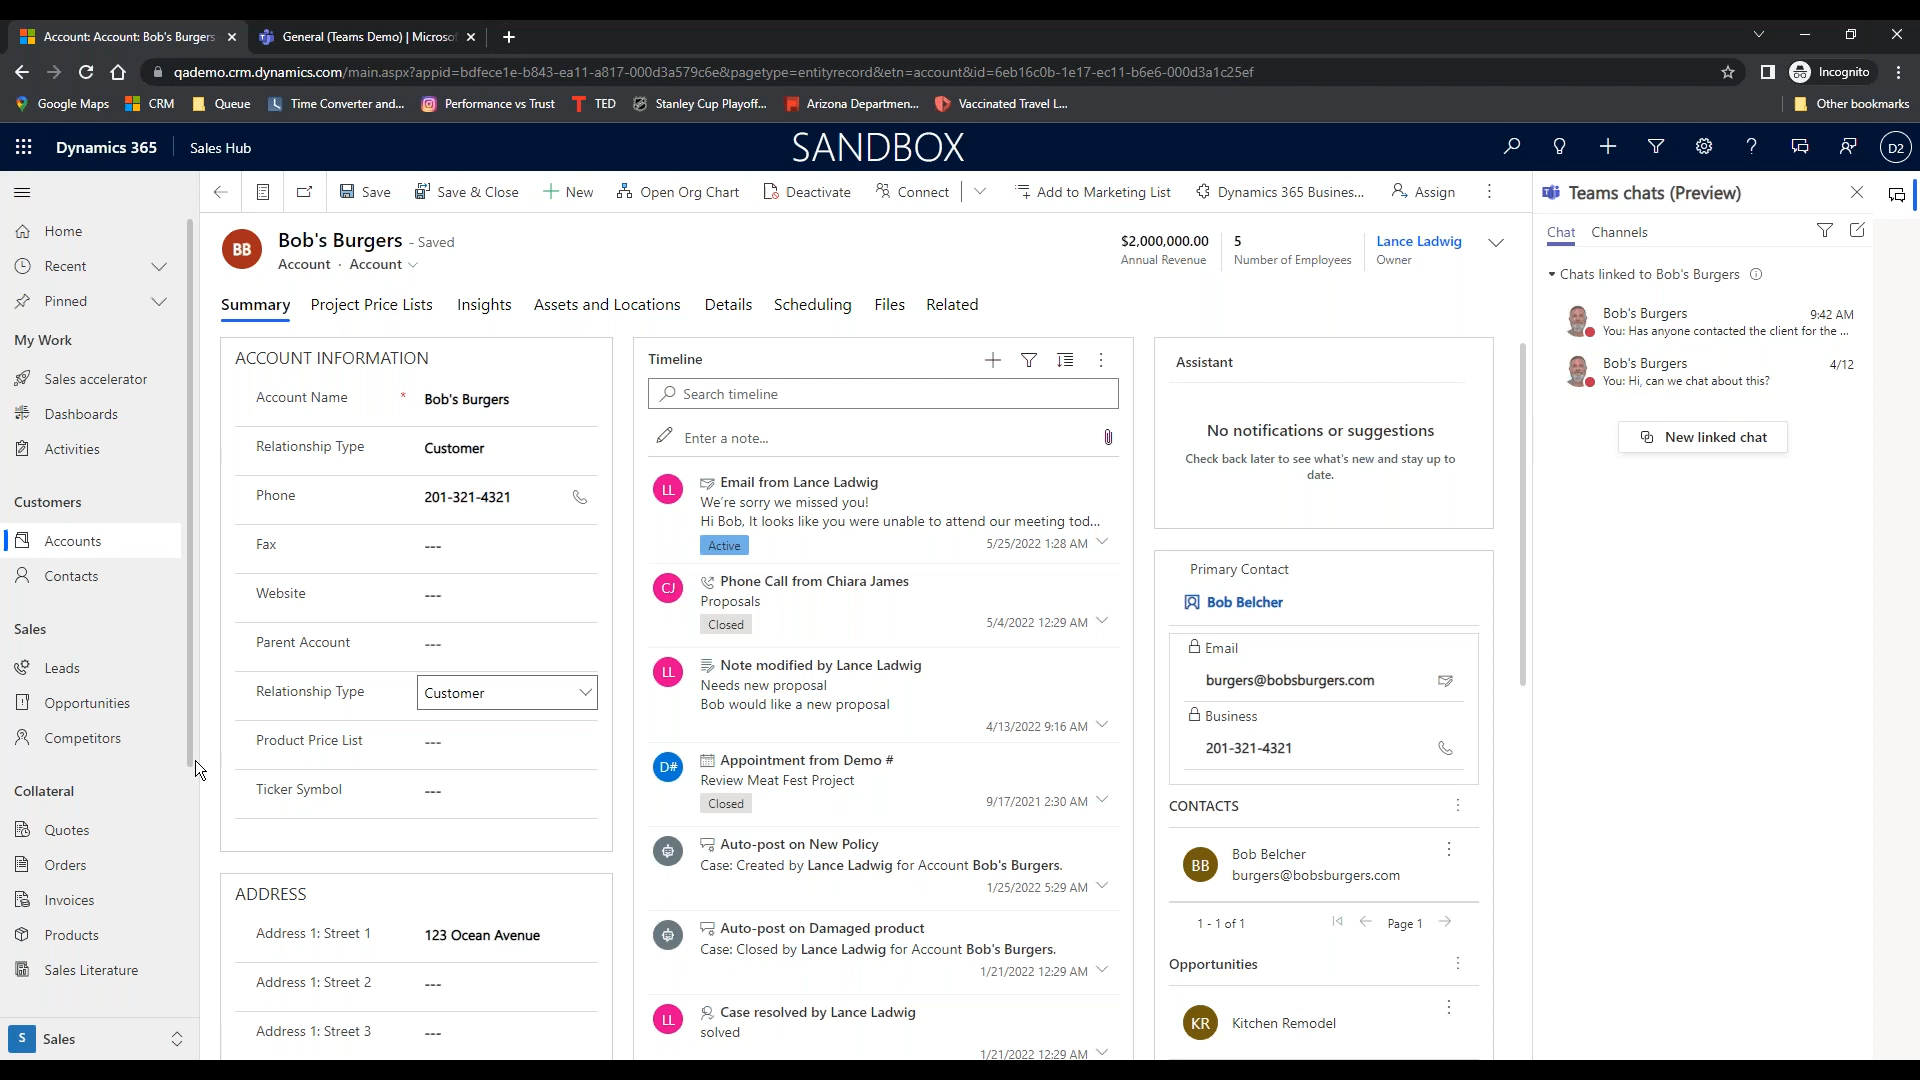 Account: Account: Bob's Burgers
General (Teams Demo) | Microsof
qademo.crm.dynamics.com/main.aspx?appid=bdfece1e-b843-ea11-a817-000d3a579c6e&pagetype=entityrecord&etn=account&id=6eb16c0b-1e17-ec11-b6e6-000d3a1c25ef
Incognito
Google Maps
CRM
Queue
Time Converter and...
Performance vs Trust
TED
Stanley Cup Playoff...
Arizona Departmen...
Vaccinated Travel L...
Other bookmarks
Dynamics 365
Sales Hub
SANDBOX
D2
Home
Recent
Pinned
My Work
Sales accelerator
Dashboards
Activities
Customers
Accounts
Contacts
Sales
Leads
Opportunities
Competitors
Collateral
Quotes
Orders
Invoices
Products
Sales Literature
S
Sales
Save
Save & Close
New
Open Org Chart
Deactivate
Connect
Add to Marketing List
Dynamics 365 Busines...
Assign
BB
Bob's Burgers - Saved
Account · Account
$2,000,000.00
Annual Revenue
5
Number of Employees
Lance Ladwig
Owner
Summary
Project Price Lists
Insights
Assets and Locations
Details
Scheduling
Files
Related
ACCOUNT INFORMATION
Account Name * Bob's Burgers
Relationship Type Customer
Phone 201-321-4321
Fax ---
Website ---
Parent Account ---
Relationship Type Customer
Product Price List ---
Ticker Symbol ---
ADDRESS
Address 1: Street 1 123 Ocean Avenue
Address 1: Street 2 ---
Address 1: Street 3 ---
Timeline
Search timeline
Enter a note...
LL
Email from Lance Ladwig
We're sorry we missed you!
Hi Bob, It looks like you were unable to attend our meeting tod...
Active
5/25/2022 1:28 AM
CJ
Phone Call from Chiara James
Proposals
Closed
5/4/2022 12:29 AM
LL
Note modified by Lance Ladwig
Needs new proposal
Bob would like a new proposal
4/13/2022 9:16 AM
D#
Appointment from Demo #
Review Meat Fest Project
Closed
9/17/2021 2:30 AM
Auto-post on New Policy
Case: Created by Lance Ladwig for Account Bob's Burgers.
1/25/2022 5:29 AM
Auto-post on Damaged product
Case: Closed by Lance Ladwig for Account Bob's Burgers.
1/21/2022 12:29 AM
LL
Case resolved by Lance Ladwig
solved
1/21/2022 12:29 AM
Assistant
No notifications or suggestions
Check back later to see what's new and stay up to
date.
Primary Contact
Bob Belcher
Email
burgers@bobsburgers.com
Business
201-321-4321
CONTACTS
BB
Bob Belcher
burgers@bobsburgers.com
1 - 1 of 1
Page 1
Opportunities
KR
Kitchen Remodel
Teams chats (Preview)
Chat
Channels
Chats linked to Bob's Burgers
Bob's Burgers 9:42 AM
You: Has anyone contacted the client for the ...
Bob's Burgers 4/12
You: Hi, can we chat about this?
New linked chat